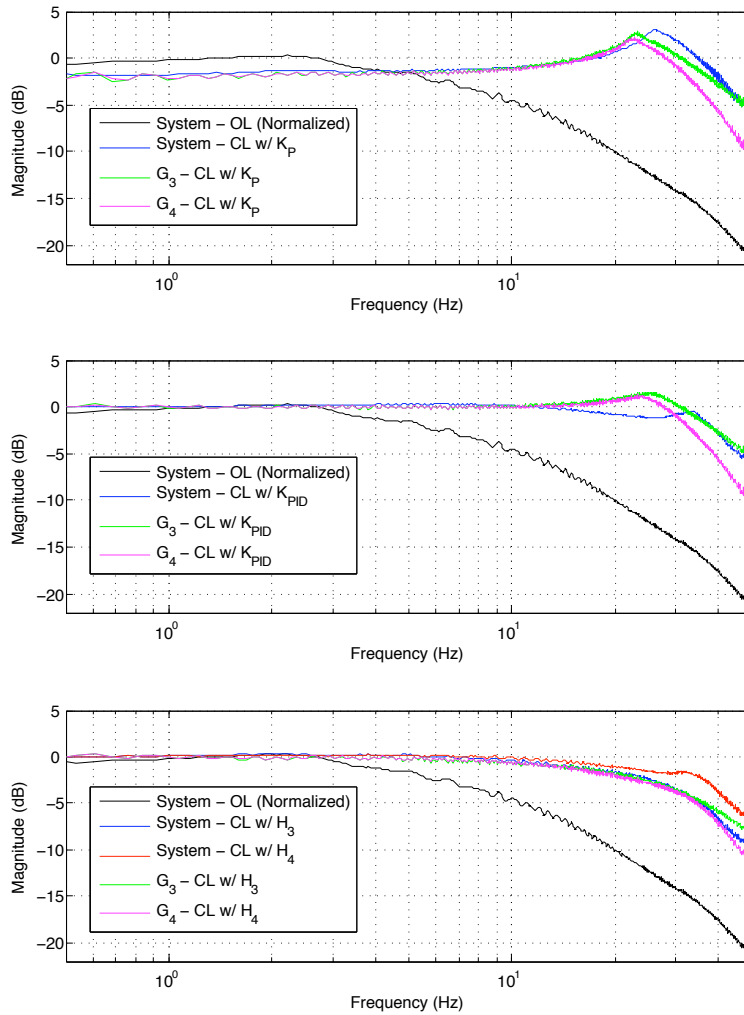 5
0
−5
−10
−15
−20
Magnitude (dB)
System − OL (Normalized)
System − CL w/ K_P
G_3 − CL w/ K_P
G_4 − CL w/ K_P
10^0
10^1
Frequency (Hz)
5
0
−5
−10
−15
−20
Magnitude (dB)
System − OL (Normalized)
System − CL w/ K_PID
G_3 − CL w/ K_PID
G_4 − CL w/ K_PID
10^0
10^1
Frequency (Hz)
5
0
−5
−10
−15
−20
Magnitude (dB)
System − OL (Normalized)
System − CL w/ H_3
System − CL w/ H_4
G_3 − CL w/ H_3
G_4 − CL w/ H_4
10^0
10^1
Frequency (Hz)